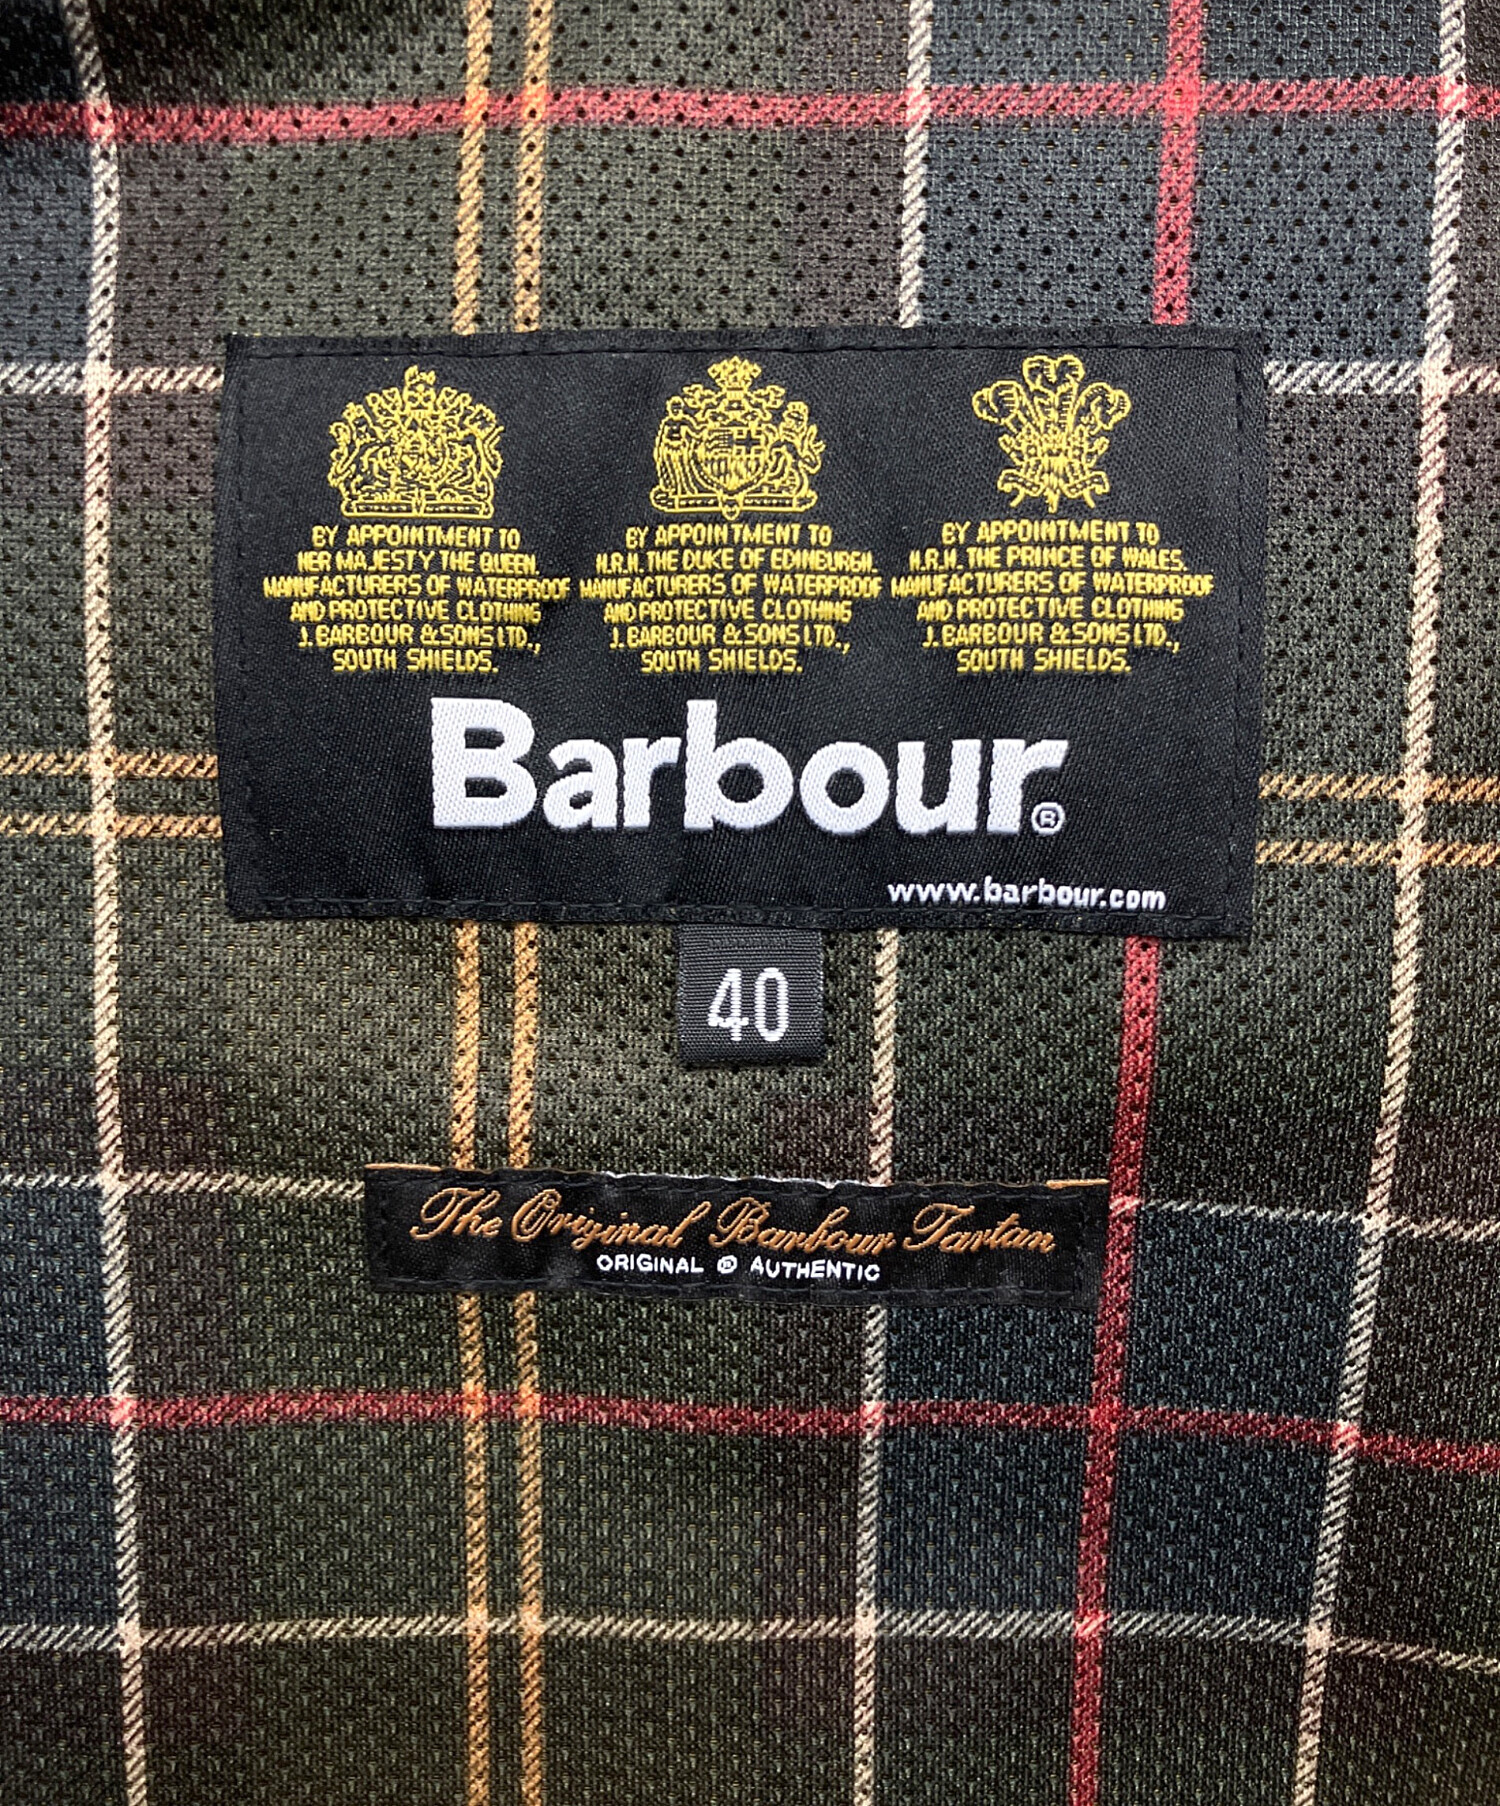 BY APPOINTMENT TO
HER MAJESTY THE QUEEN.
MANUFACTURERS OF WATERPROOF
AND PROTECTIVE CLOTHING
J. BARBOUR & SONS LTD.,
SOUTH SHIELDS.
BY APPOINTMENT TO
H.R.H. THE DUKE OF EDINBURGH.
MANUFACTURERS OF WATERPROOF
AND PROTECTIVE CLOTHING
J. BARBOUR & SONS LTD.,
SOUTH SHIELDS.
BY APPOINTMENT TO
H.R.H. THE PRINCE OF WALES.
MANUFACTURERS OF WATERPROOF
AND PROTECTIVE CLOTHING
J. BARBOUR & SONS LTD.,
SOUTH SHIELDS.
Barbour®
www.barbour.com
40
The Original Barbour Tartan
ORIGINAL ® AUTHENTIC